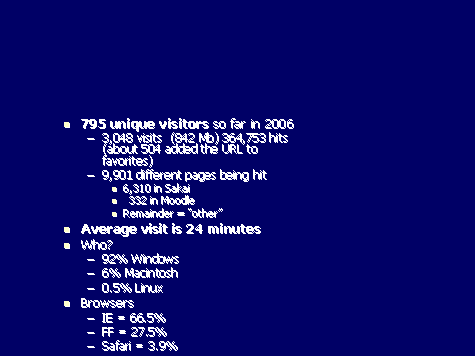 ▪ 795 unique visitors so far in 2006
– 3,048 visits (842 Mb) 364,753 hits
(about 504 added the URL to
favorites)
– 9,901 different pages being hit
▪ 6,310 in Sakai
▪ 332 in Moodle
▪ Remainder = “other”
▪ Average visit is 24 minutes
▪ Who?
– 92% Windows
– 6% Macintosh
– 0.5% Linux
▪ Browsers
– IE = 66.5%
– FF = 27.5%
– Safari = 3.9%